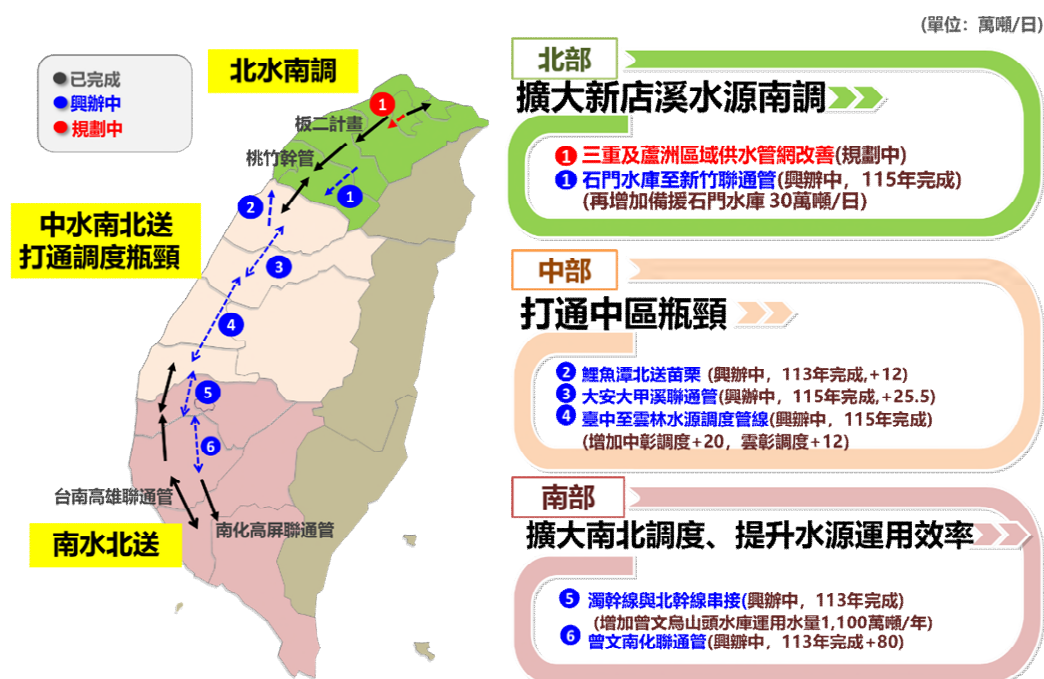 (單位：萬噸/日)
已完成
興辦中
規劃中
北水南調
中水南北送
打通調度瓶頸
南水北送
板二計畫
桃竹幹管
台南高雄聯通管
南化高屏聯通管
1
1
2
3
4
5
6
北部
擴大新店溪水源南調
1 三重及蘆洲區域供水管網改善(規劃中)
1 石門水庫至新竹聯通管(興辦中，115年完成)
(再增加備援石門水庫 30萬噸/日)
中部
打通中區瓶頸
2 鯉魚潭北送苗栗 (興辦中，113年完成,+12)
3 大安大甲溪聯通管(興辦中，115年完成,+25.5)
4 臺中至雲林水源調度管線(興辦中，115年完成)
(增加中彰調度+20，雲彰調度+12)
南部
擴大南北調度、提升水源運用效率
5 濁幹線與北幹線串接(興辦中，113年完成)
(增加曾文烏山頭水庫運用水量1,100萬噸/年)
6 曾文南化聯通管(興辦中，113年完成+80)